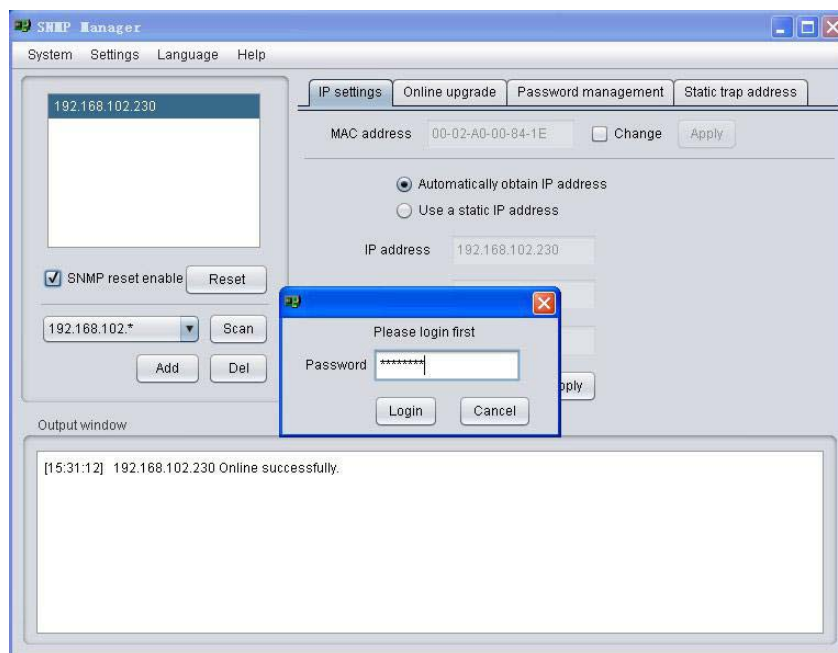 SNMP Manager
System Settings Language Help
192.168.102.230
SNMP reset enable Reset
192.168.102.* Scan
Add Del
IP settings Online upgrade Password management Static trap address
MAC address 00-02-A0-00-84-1E Change Apply
Automatically obtain IP address
Use a static IP address
IP address 192.168.102.230
Please login first
Password ********
Login Cancel
Output window
[15:31:12] 192.168.102.230 Online successfully.